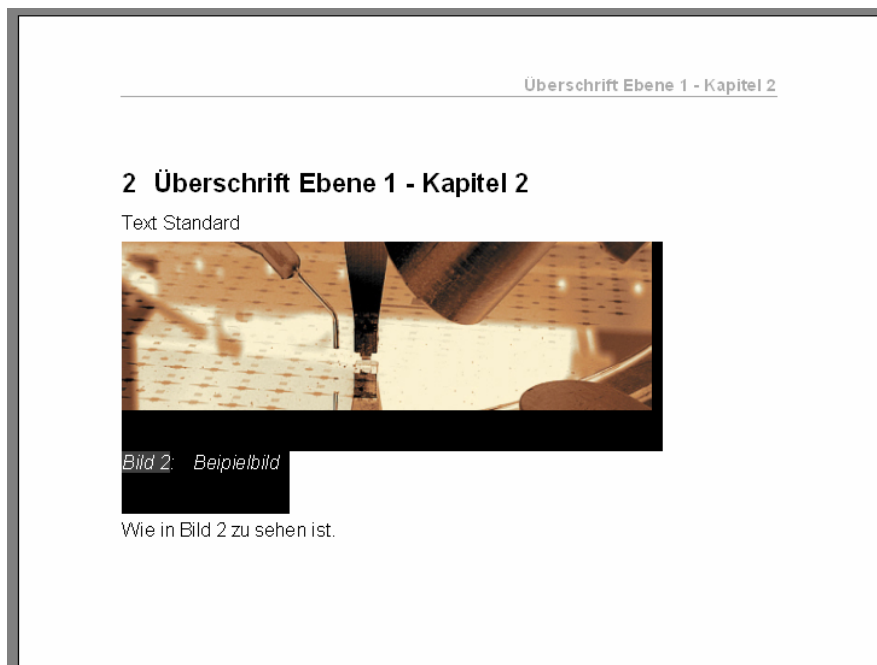 Überschrift Ebene 1 - Kapitel 2
2 Überschrift Ebene 1 - Kapitel 2
Text Standard
Bild 2: Beipielbild
Wie in Bild 2 zu sehen ist.